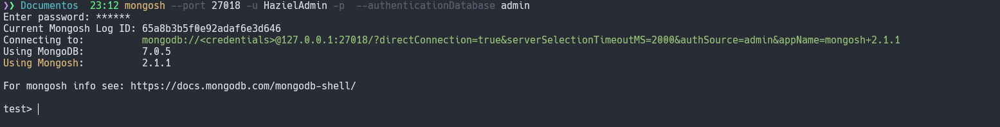 ❯❯ Documentos 23:12 mongosh --port 27018 -u HazielAdmin -p --authenticationDatabase admin
Enter password: ******
Current Mongosh Log ID: 65a8b3b5f0e92adaf6e3d646
Connecting to: mongodb://<credentials>@127.0.0.1:27018/?directConnection=true&serverSelectionTimeoutMS=2000&authSource=admin&appName=mongosh+2.1.1
Using MongoDB: 7.0.5
Using Mongosh: 2.1.1
For mongosh info see: https://docs.mongodb.com/mongodb-shell/
test>